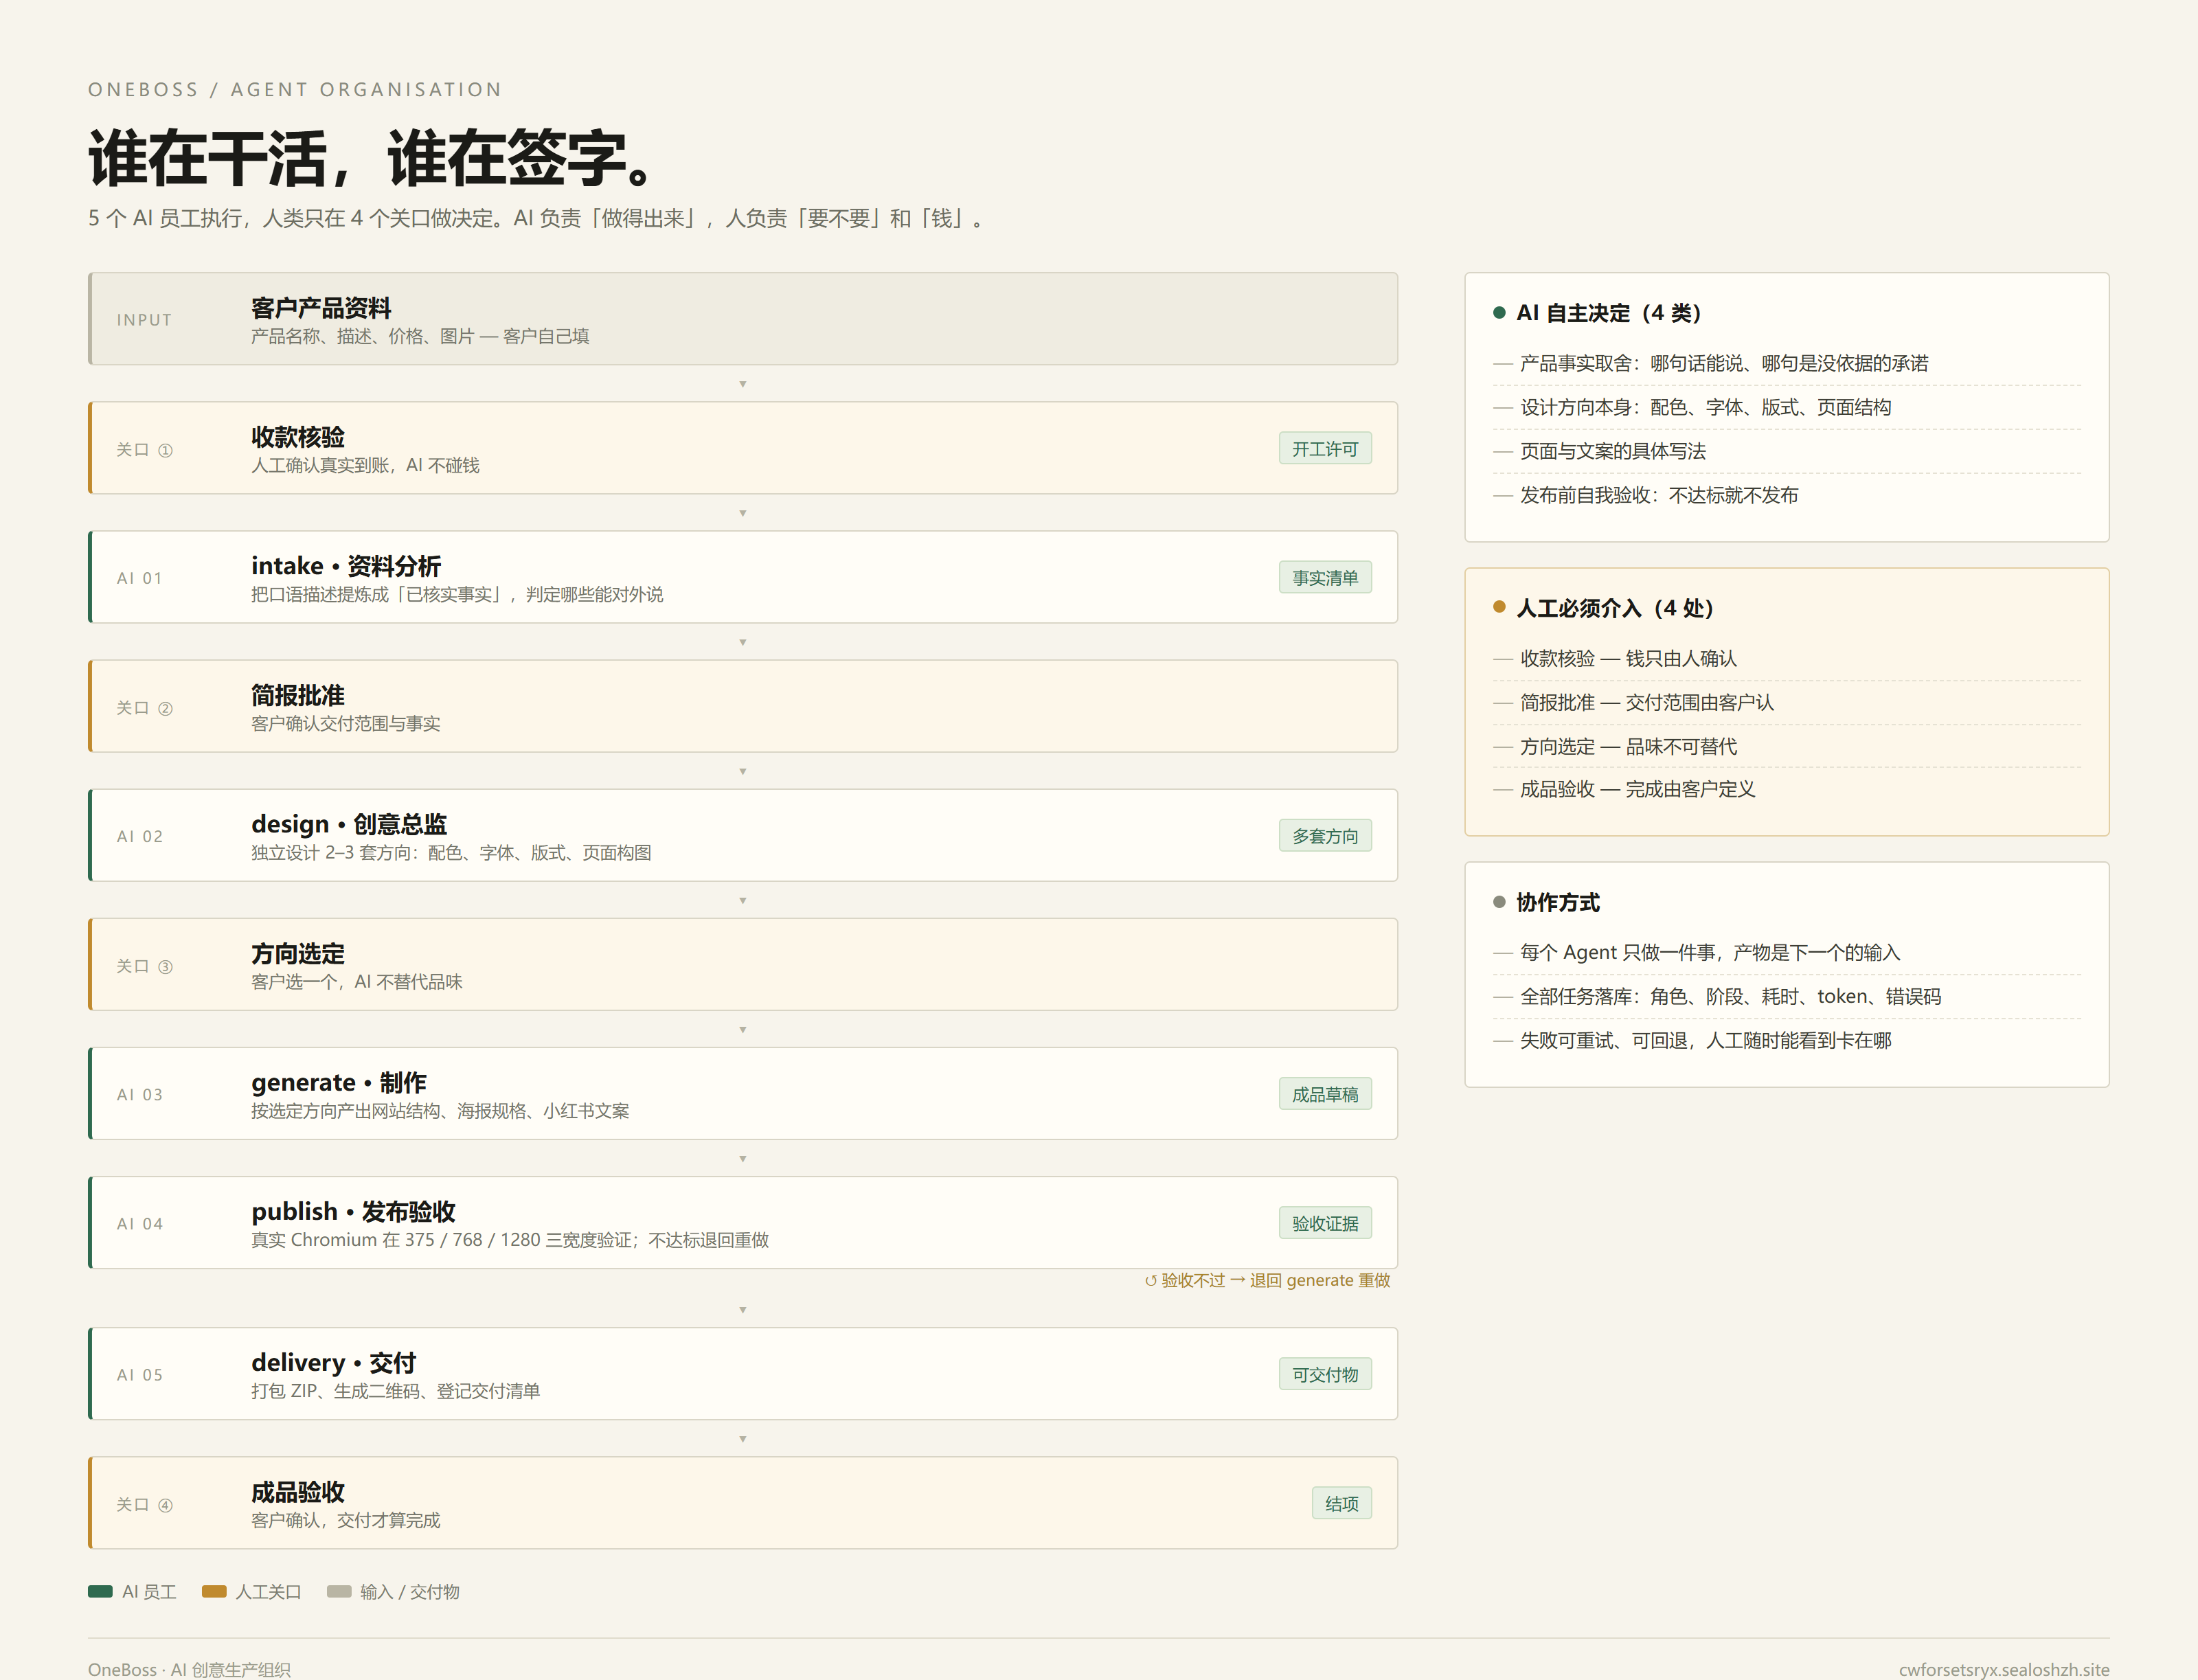 ONEBOSS / AGENT ORGANISATION
谁在干活，谁在签字。
5 个 AI 员工执行，人类只在 4 个关口做决定。AI 负责「做得出来」，人负责「要不要」和「钱」。
INPUT
客户产品资料
产品名称、描述、价格、图片 — 客户自己填
关口 ①
收款核验
人工确认真实到账，AI 不碰钱
开工许可
AI 01
intake · 资料分析
把口语描述提炼成「已核实事实」，判定哪些能对外说
事实清单
关口 ②
简报批准
客户确认交付范围与事实
AI 02
design · 创意总监
独立设计 2–3 套方向：配色、字体、版式、页面构图
多套方向
关口 ③
方向选定
客户选一个，AI 不替代品味
AI 03
generate · 制作
按选定方向产出网站结构、海报规格、小红书文案
成品草稿
AI 04
publish · 发布验收
真实 Chromium 在 375 / 768 / 1280 三宽度验证；不达标退回重做
验收证据
↺ 验收不过 → 退回 generate 重做
AI 05
delivery · 交付
打包 ZIP、生成二维码、登记交付清单
可交付物
关口 ④
成品验收
客户确认，交付才算完成
结项
AI 员工
人工关口
输入 / 交付物
AI 自主决定（4 类）
— 产品事实取舍：哪句话能说、哪句是没依据的承诺
— 设计方向本身：配色、字体、版式、页面结构
— 页面与文案的具体写法
— 发布前自我验收：不达标就不发布
人工必须介入（4 处）
— 收款核验 — 钱只由人确认
— 简报批准 — 交付范围由客户认
— 方向选定 — 品味不可替代
— 成品验收 — 完成由客户定义
协作方式
— 每个 Agent 只做一件事，产物是下一个的输入
— 全部任务落库：角色、阶段、耗时、token、错误码
— 失败可重试、可回退，人工随时能看到卡在哪
OneBoss · AI 创意生产组织
cwforsetsryx.sealoshzh.site